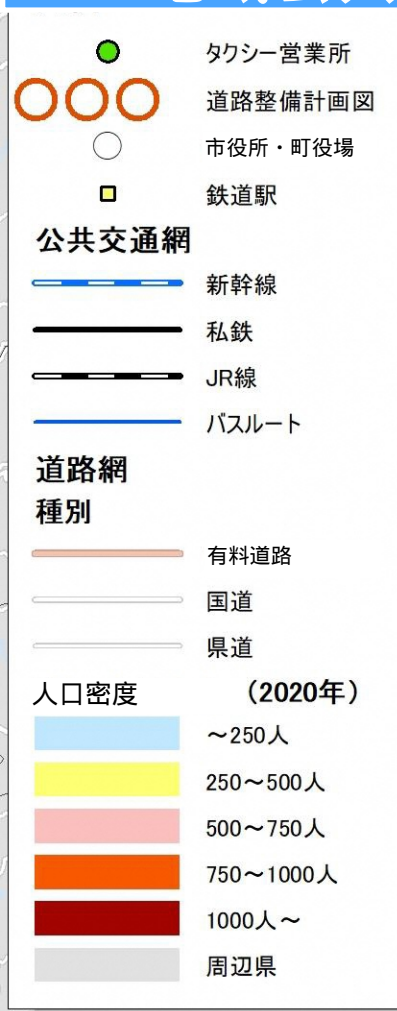 タクシー営業所
道路整備計画図
市役所・町役場
鉄道駅
公共交通網
新幹線
私鉄
JR線
バスルート
道路網
種別
有料道路
国道
県道
人口密度 （2020年）
～250人
250～500人
500～750人
750～1000人
1000人～
周辺県